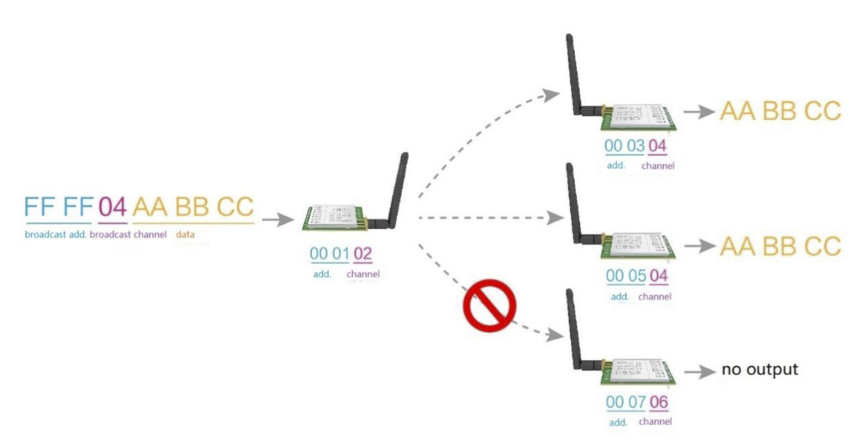 FF FF 04 AA BB CC
broadcast add. broadcast channel data
00 01 02
add. channel
00 03 04
add. channel
AA BB CC
00 05 04
add. channel
AA BB CC
00 07 06
add. channel
no output